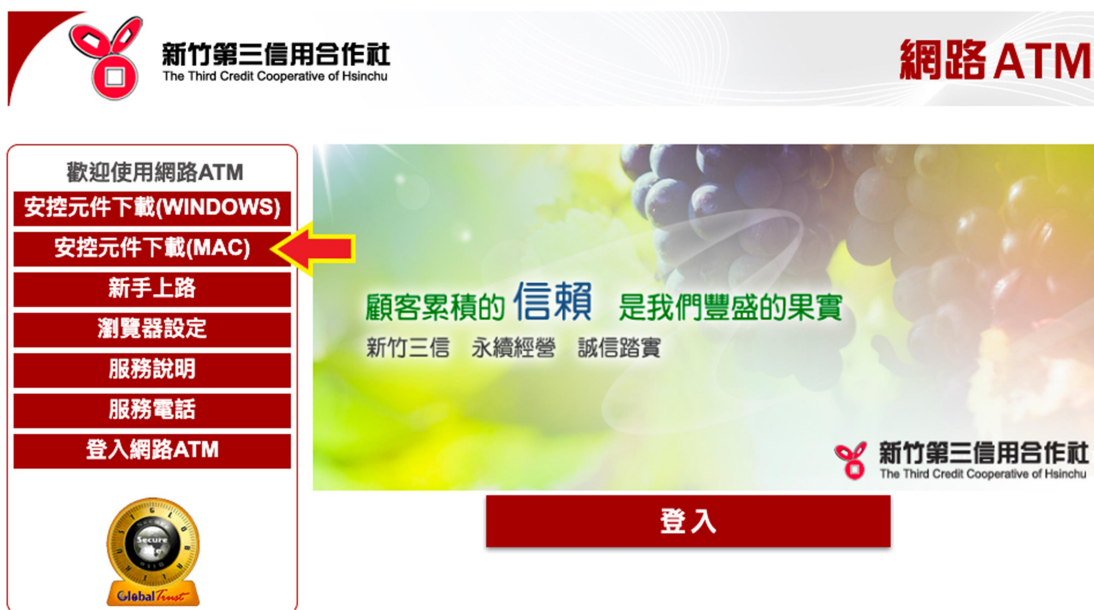 新竹第三信用合作社
The Third Credit Cooperative of Hsinchu
網路ATM
歡迎使用網路ATM
安控元件下載(WINDOWS)
安控元件下載(MAC)
新手上路
瀏覽器設定
服務說明
服務電話
登入網路ATM
Secure
Site
GlobalTrust
顧客累積的 信賴 是我們豐盛的果實
新竹三信 永續經營 誠信踏實
新竹第三信用合作社
The Third Credit Cooperative of Hsinchu
登入